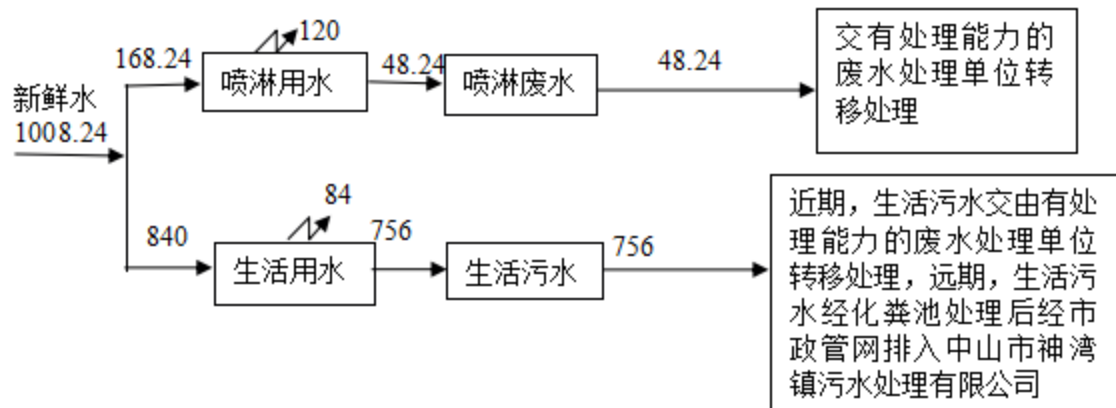 120
交有处理能力的
废水处理单位转
移处理
168.24
喷淋用水
48.24
喷淋废水
48.24
新鲜水
1008.24
84
840
生活用水
756
生活污水
756
近期，生活污水交由有处
理能力的废水处理单位
转移处理，远期，生活污
水经化粪池处理后经市
政管网排入中山市神湾
镇污水处理有限公司